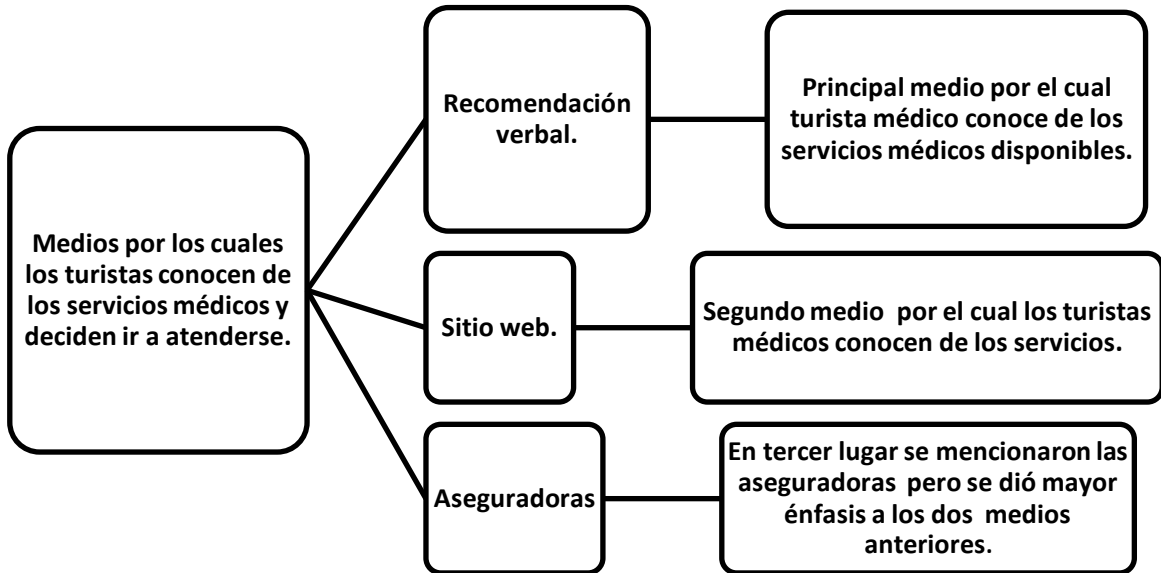 Medios por los cuales
los turistas conocen de
los servicios médicos y
deciden ir a atenderse.
Recomendación
verbal.
Principal medio por el cual
turista médico conoce de los
servicios médicos disponibles.
Sitio web.
Segundo medio por el cual los turistas
médicos conocen de los servicios.
Aseguradoras
En tercer lugar se mencionaron las
aseguradoras pero se dió mayor
énfasis a los dos medios
anteriores.